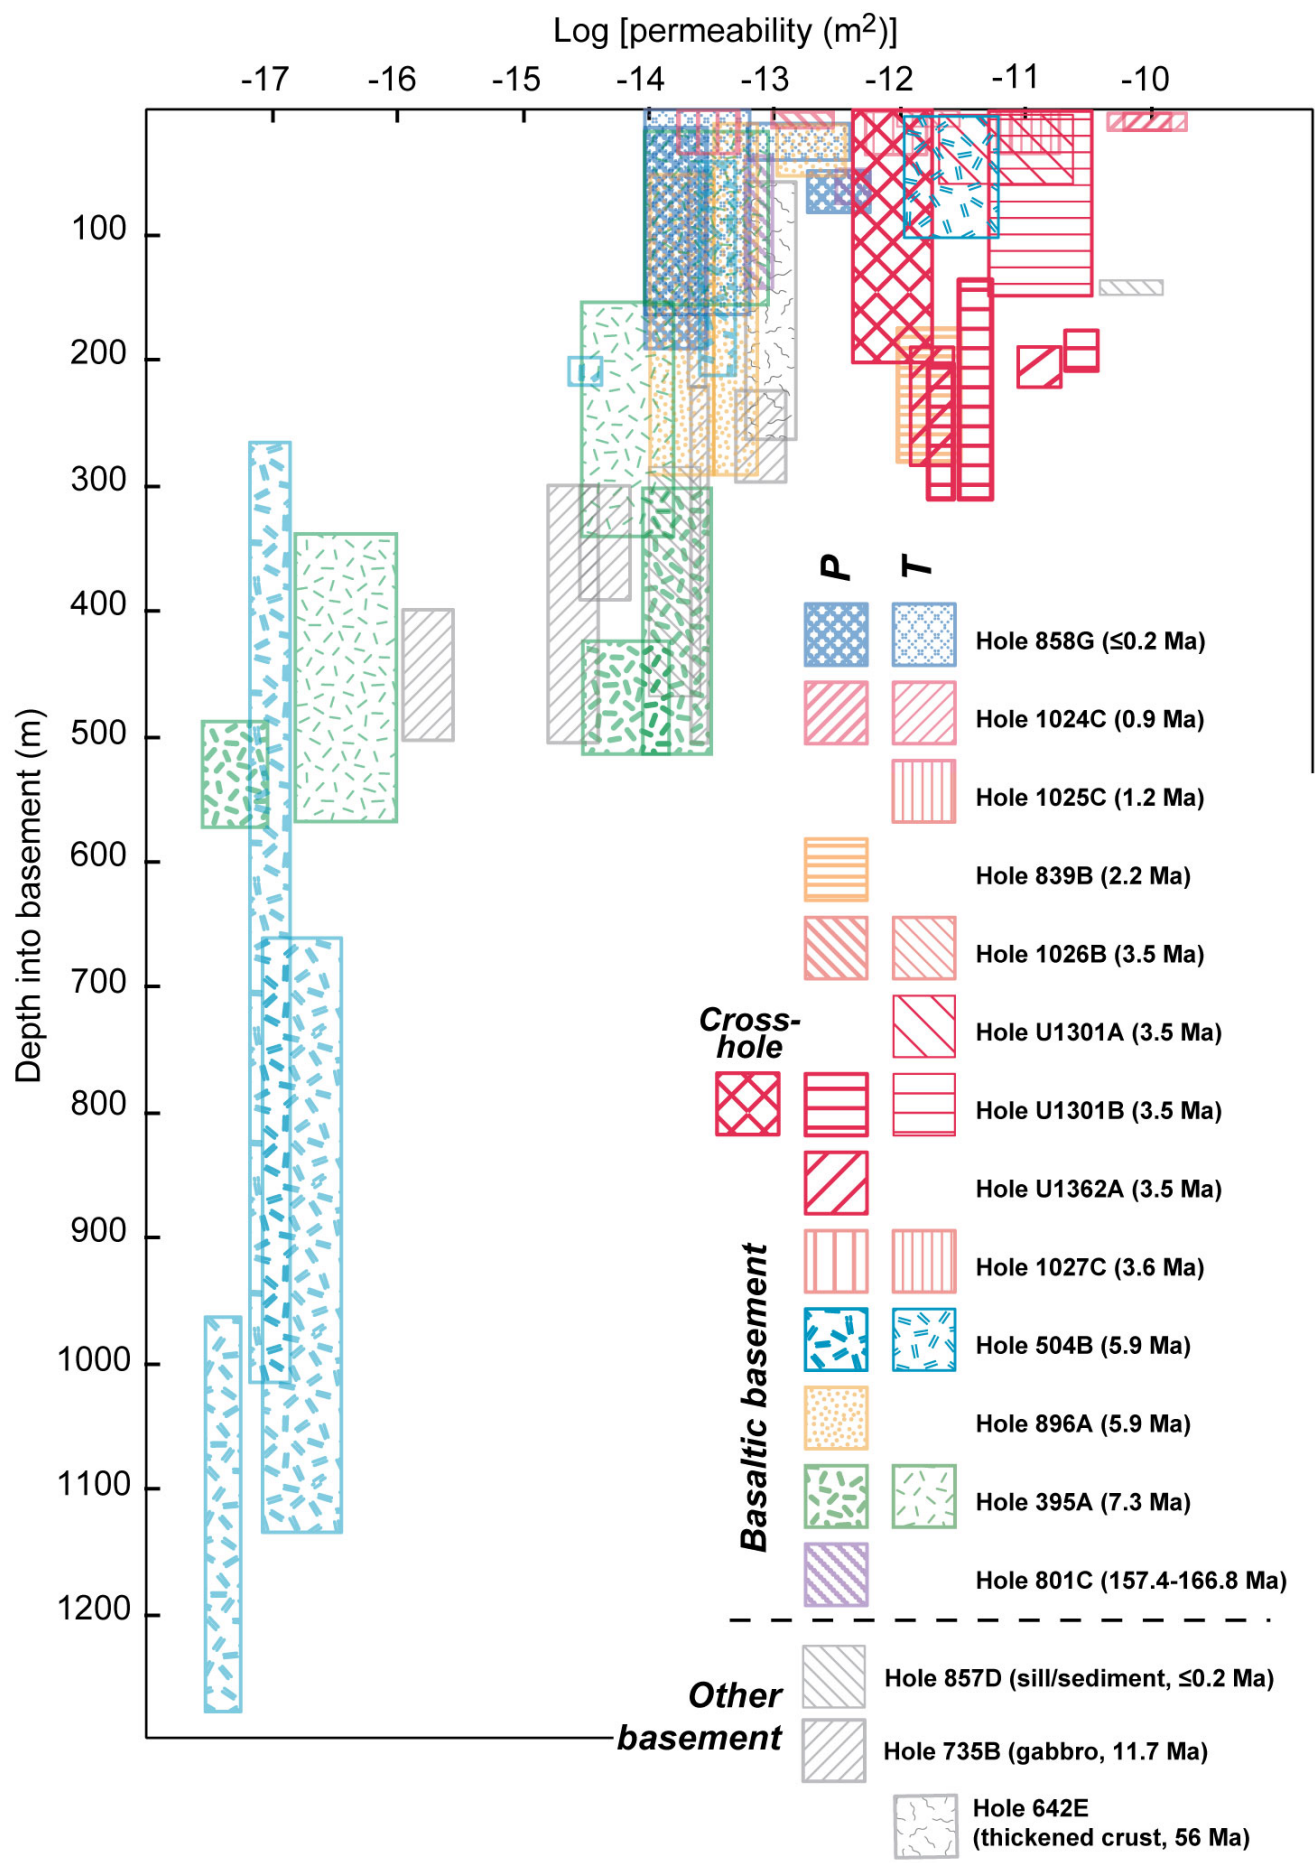 Log [permeability (m2)]
-17 -16 -15 -14 -13 -12 -11 -10
Depth into basement (m)
100
200
300
400
500
600
700
800
900
1000
1100
1200
P T
Hole 858G (≤0.2 Ma)
Hole 1024C (0.9 Ma)
Hole 1025C (1.2 Ma)
Hole 839B (2.2 Ma)
Hole 1026B (3.5 Ma)
Hole U1301A (3.5 Ma)
Cross-
hole
Hole U1301B (3.5 Ma)
Hole U1362A (3.5 Ma)
Hole 1027C (3.6 Ma)
Hole 504B (5.9 Ma)
Hole 896A (5.9 Ma)
Hole 395A (7.3 Ma)
Hole 801C (157.4-166.8 Ma)
Basaltic basement
Other
basement
Hole 857D (sill/sediment, ≤0.2 Ma)
Hole 735B (gabbro, 11.7 Ma)
Hole 642E
(thickened crust, 56 Ma)